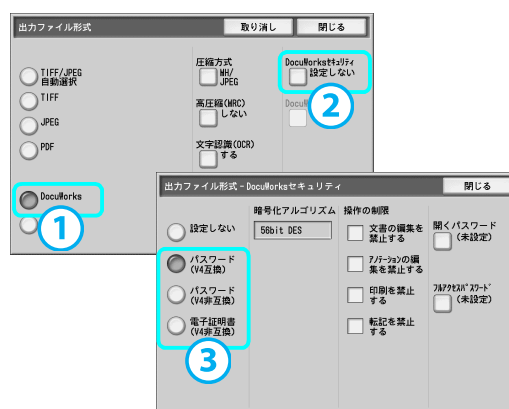 出力ファイル形式
取り消し
閉じる
TIFF/JPEG
自動選択
TIFF
JPEG
PDF
DocuWorks
圧縮方式
MH/
JPEG
高圧縮(MRC)
しない
文字認識(OCR)
する
DocuWorksｾｷｭﾘﾃｨ
設定しない
1
2
出力ファイル形式 - DocuWorksセキュリティ
閉じる
設定しない
パスワード
(V4互換)
パスワード
(V4非互換)
電子証明書
(V4非互換)
3
暗号化アルゴリズム
56bit DES
操作の制限
文書の編集を
禁止する
ｱﾉﾃｰｼｮﾝの編
集を禁止する
印刷を禁止
する
転記を禁止
する
開くパスワード
(未設定)
ﾌﾙｱｸｾｽﾊﾟｽﾜｰﾄﾞ
(未設定)